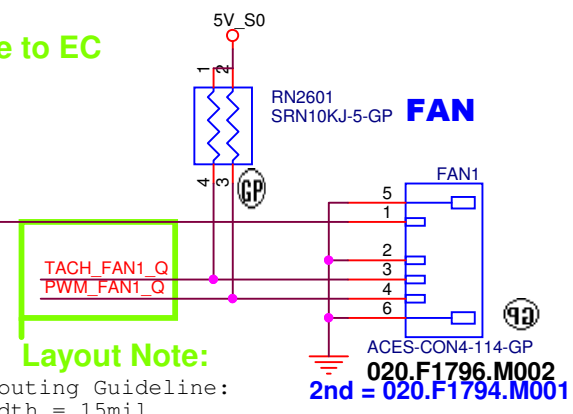 5V_S0
e to EC
1
2
RN2601
SRN10KJ-5-GP
FAN
4
3
GP
FAN1
5
1
2
TACH_FAN1_Q
3
PWM_FAN1_Q
4
6
GP
ACES-CON4-114-GP
Layout Note:
020.F1796.M002
outing Guideline:
2nd = 020.F1794.M001
dth = 15mil